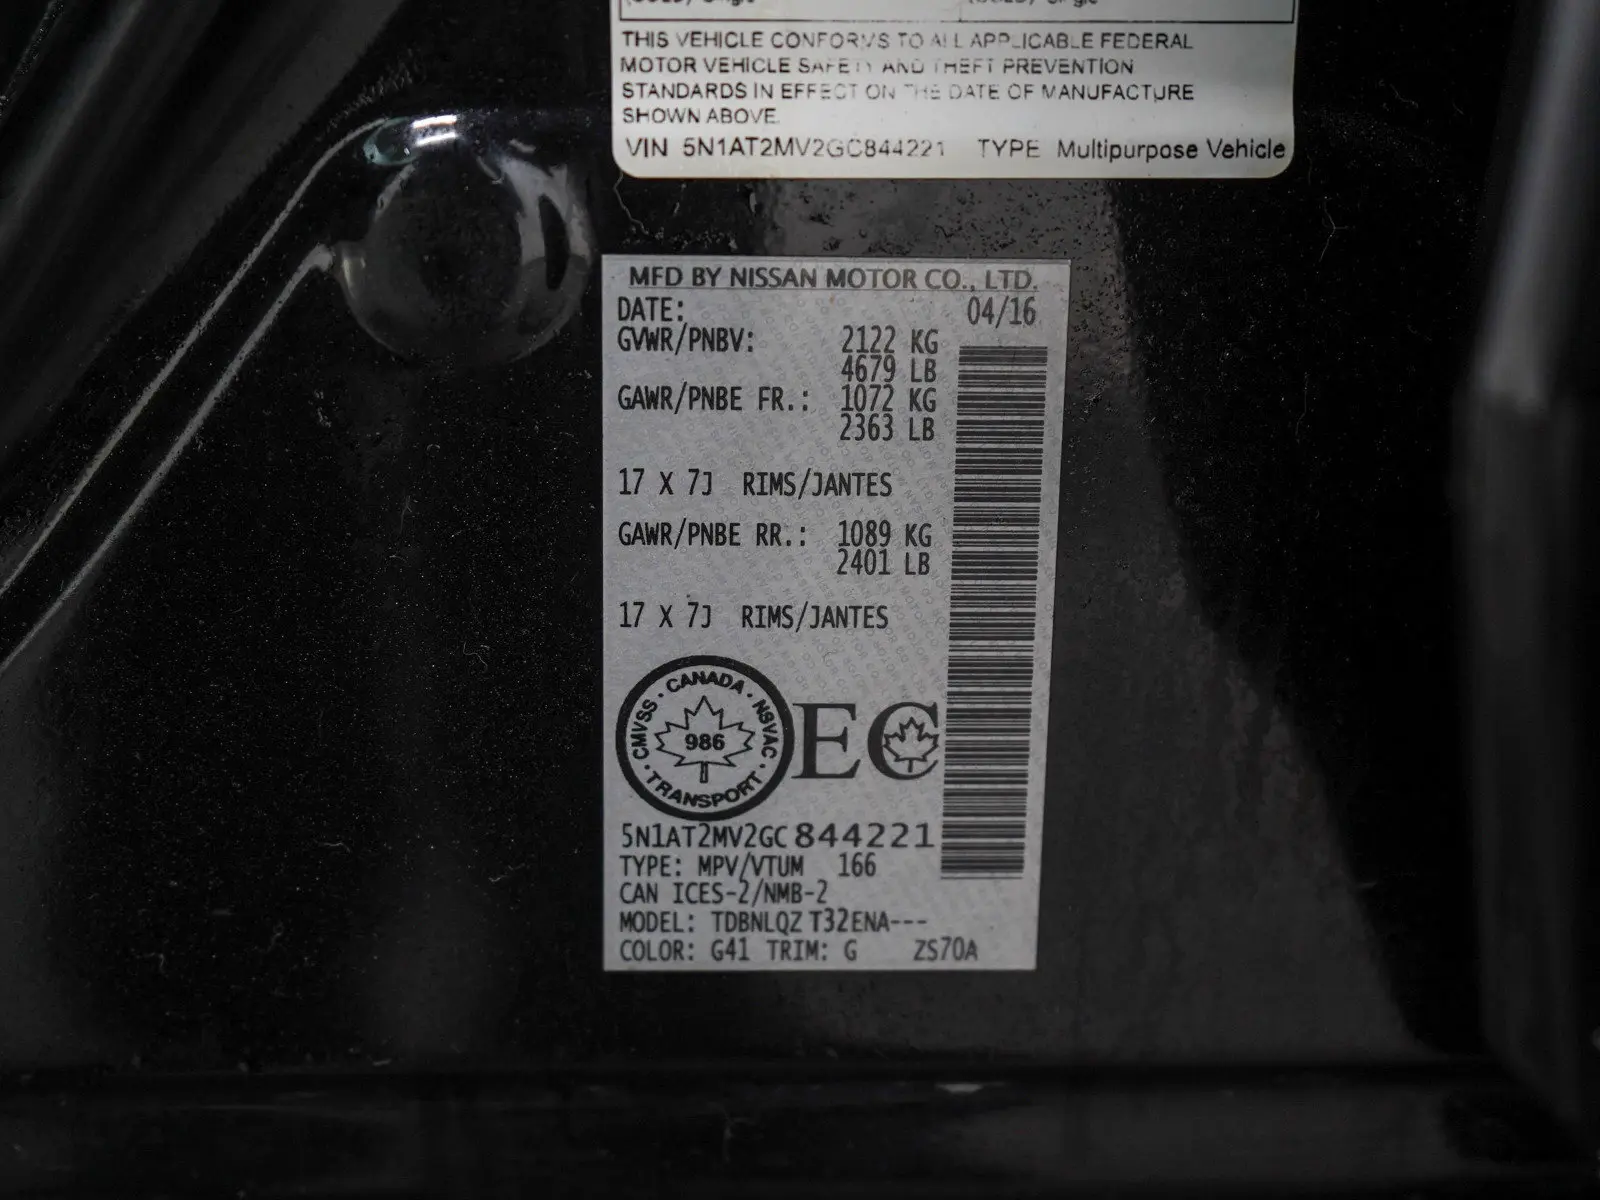 THIS VEHICLE CONFORMS TO ALL APPLICABLE FEDERAL
MOTOR VEHICLE SAFETY AND THEFT PREVENTION
STANDARDS IN EFFECT ON THE DATE OF MANUFACTURE
SHOWN ABOVE.
VIN 5N1AT2MV2GC844221 TYPE Multipurpose Vehicle
MFD BY NISSAN MOTOR CO., LTD.
DATE: 04/16
GVWR/PNBV: 2122 KG
4679 LB
GAWR/PNBE FR.: 1072 KG
2363 LB
17 X 7J RIMS/JANTES
GAWR/PNBE RR.: 1089 KG
2401 LB
17 X 7J RIMS/JANTES
CMVSS · CANADA · NSVAC · TRANSPORT ·
986
EC
5N1AT2MV2GC844221
TYPE: MPV/VTUM 166
CAN ICES-2/NMB-2
MODEL: TDBNLQZ T32ENA---
COLOR: G41 TRIM: G ZS70A